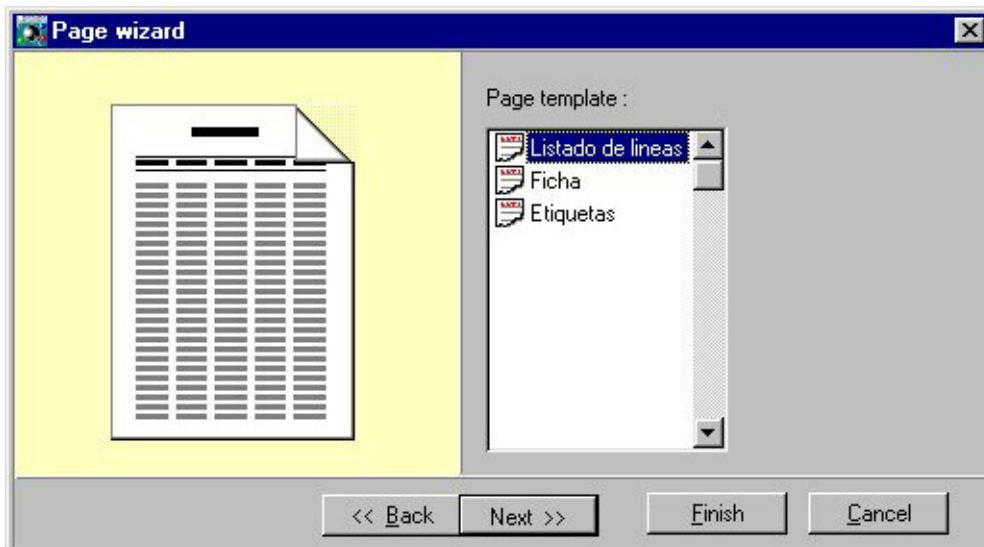 Page wizard
Page template :
Listado de lineas
Ficha
Etiquetas
<< Back
Next >>
Finish
Cancel